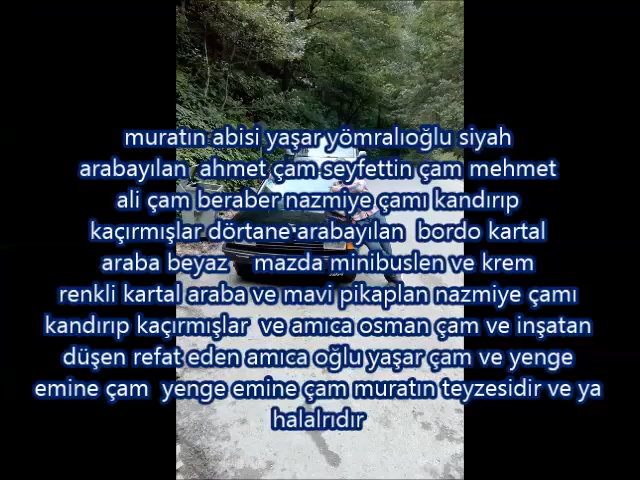 muratın abisi yaşar yömralıoğlu siyah
arabayılan ahmet çam seyfettin çam mehmet
ali çam beraber nazmiye çamı kandırıp
kaçırmışlar dörtane arabayılan bordo kartal
araba beyaz mazda minibuslen ve krem
renkli kartal araba ve mavi pikaplan nazmiye çamı
kandırıp kaçırmışlar ve amıca osman çam ve inşatan
düşen refat eden amıca oğlu yaşar çam ve yenge
emine çam yenge emine çam muratın teyzesidir ve ya
halalrıdır